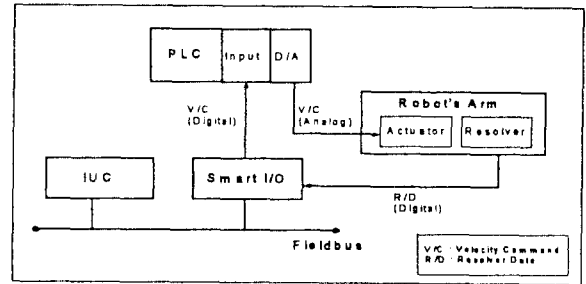 PLC Input D/A
V/C
(Digital)
V/C
(Analog)
Robot's Arm
Actuator Resolver
IUC
Smart I/O
R/D
(Digital)
Fieldbus
V/C : Velocity Command
R/D : Resolver Data